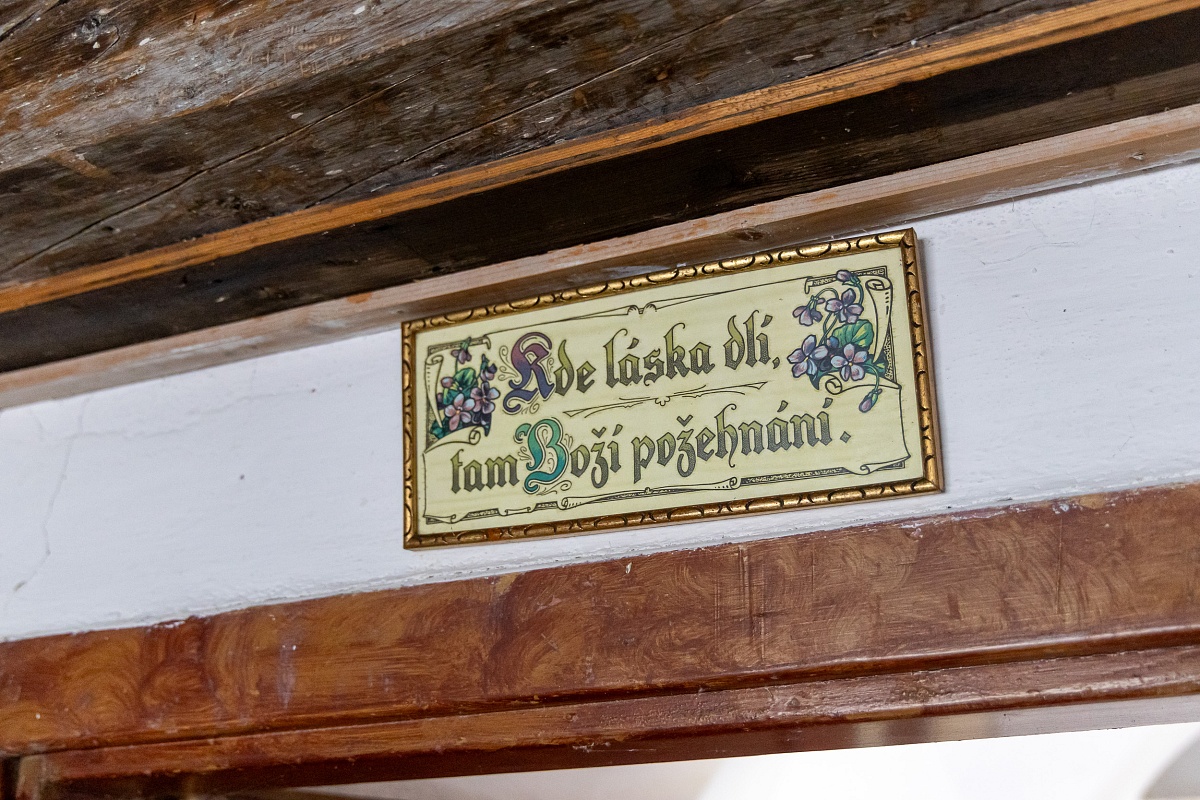 Kde láska dlí,
tam Boží požehnání.